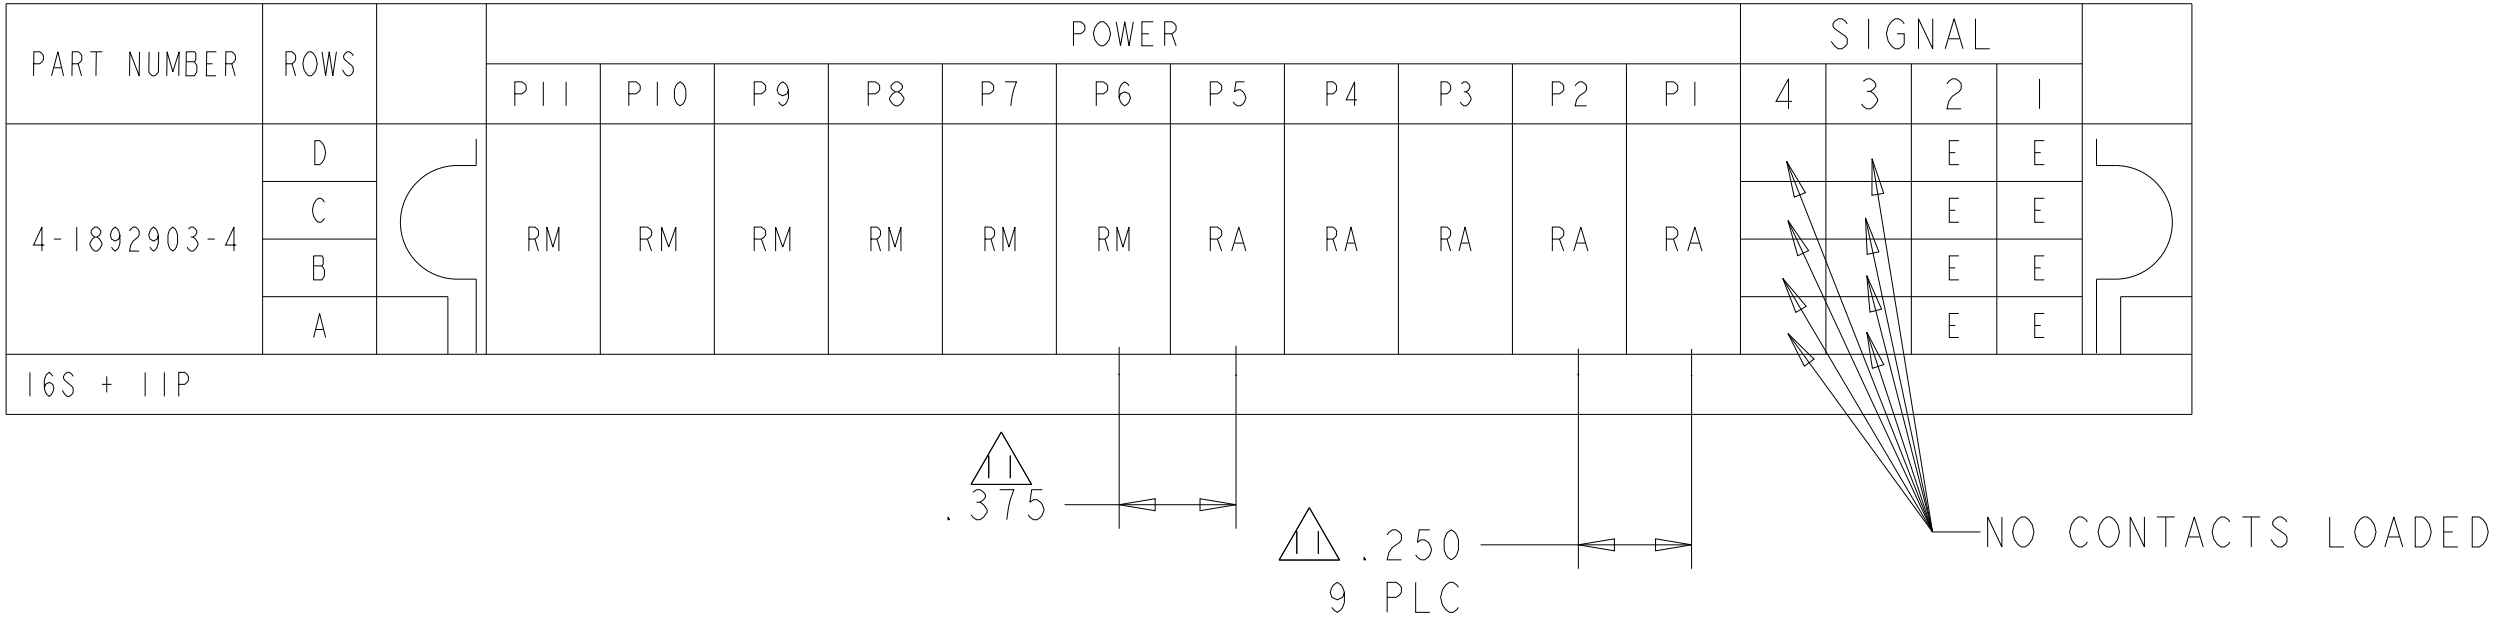 PART NUMBER ROWS POWER SIGNAL
P11 P10 P9 P8 P7 P6 P5 P4 P3 P2 P1 4 3 2 1
D E E
C E E
4-1892903-4 RM RM RM RM RM RM RA RA RA RA RA
B E E
A E E
16S + 11P
11
.375
11
.250
9 PLC
NO CONTACTS LOADED